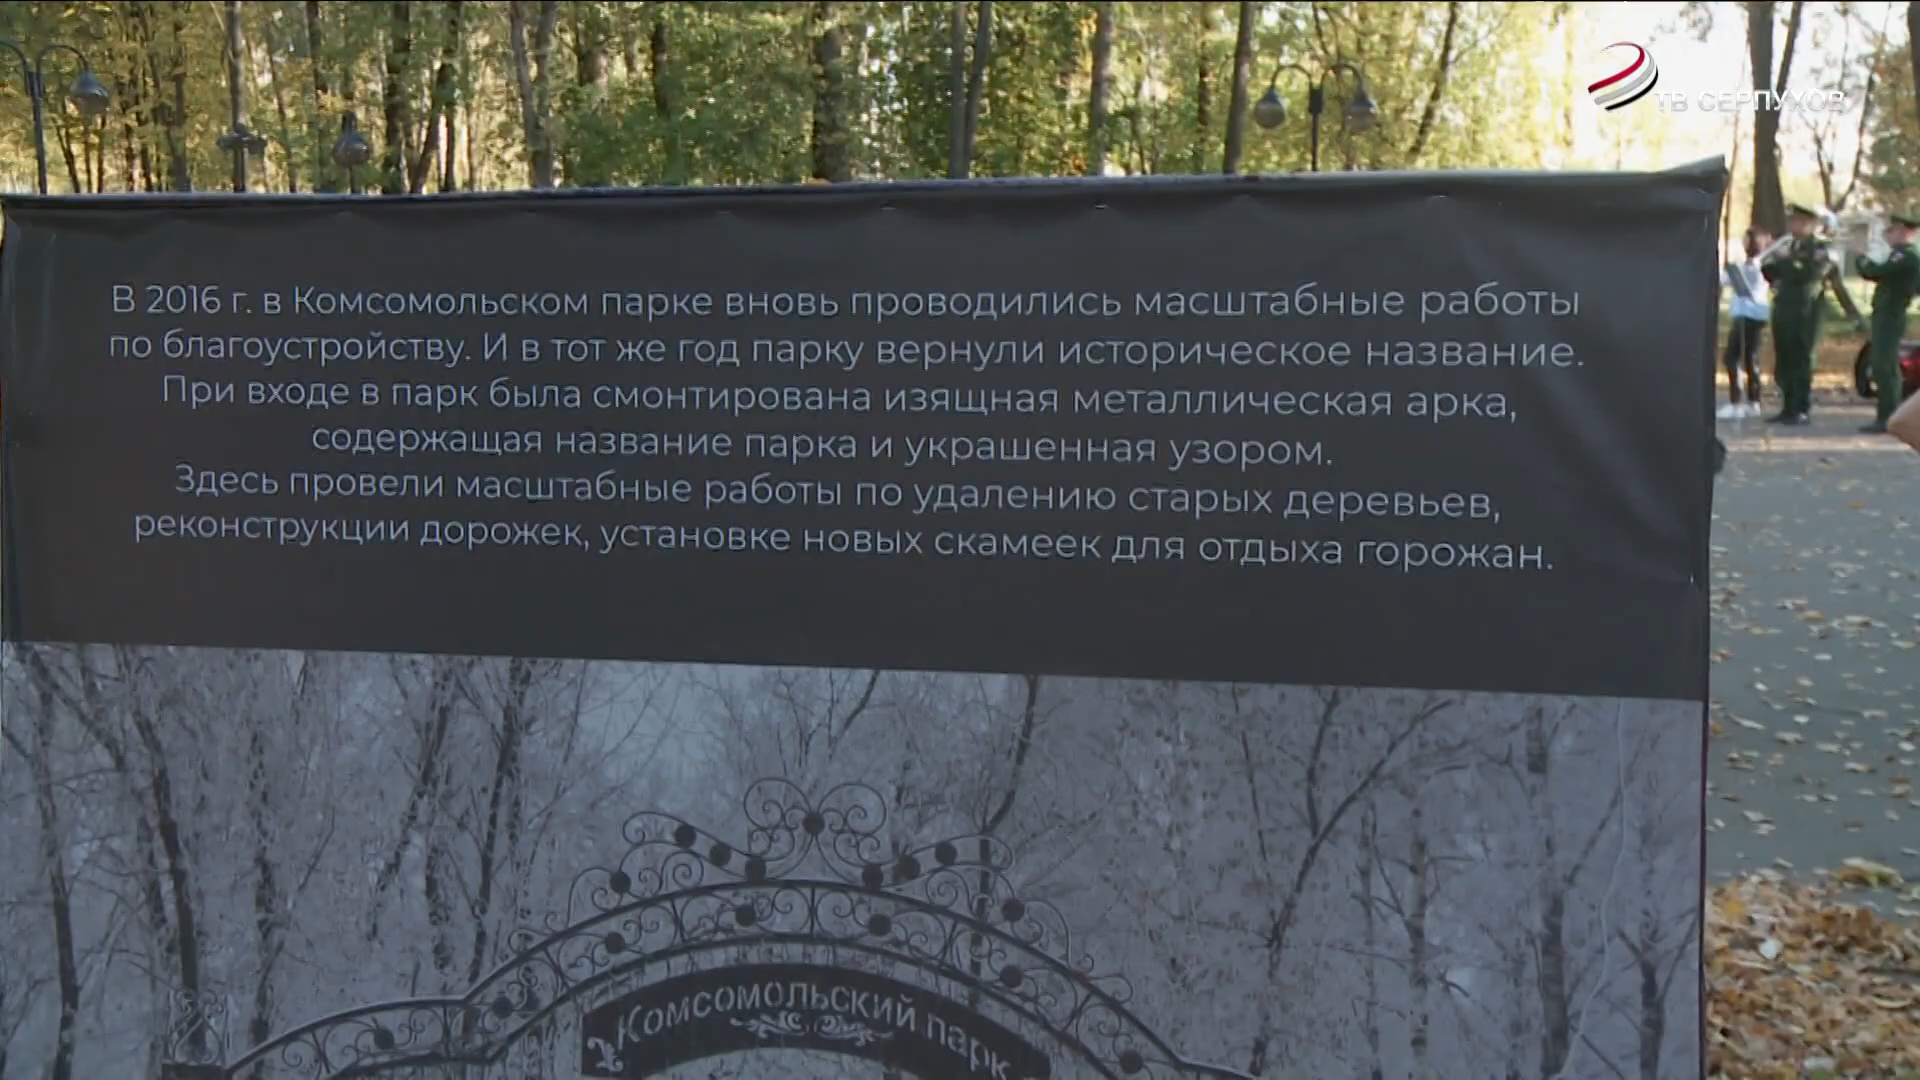 ТВ СЕРПУХОВ
В 2016 г. в Комсомольском парке вновь проводились масштабные работы
по благоустройству. И в тот же год парку вернули историческое название.
При входе в парк была смонтирована изящная металлическая арка,
содержащая название парка и украшенная узором.
Здесь провели масштабные работы по удалению старых деревьев,
реконструкции дорожек, установке новых скамеек для отдыха горожан.
Комсомольский парк